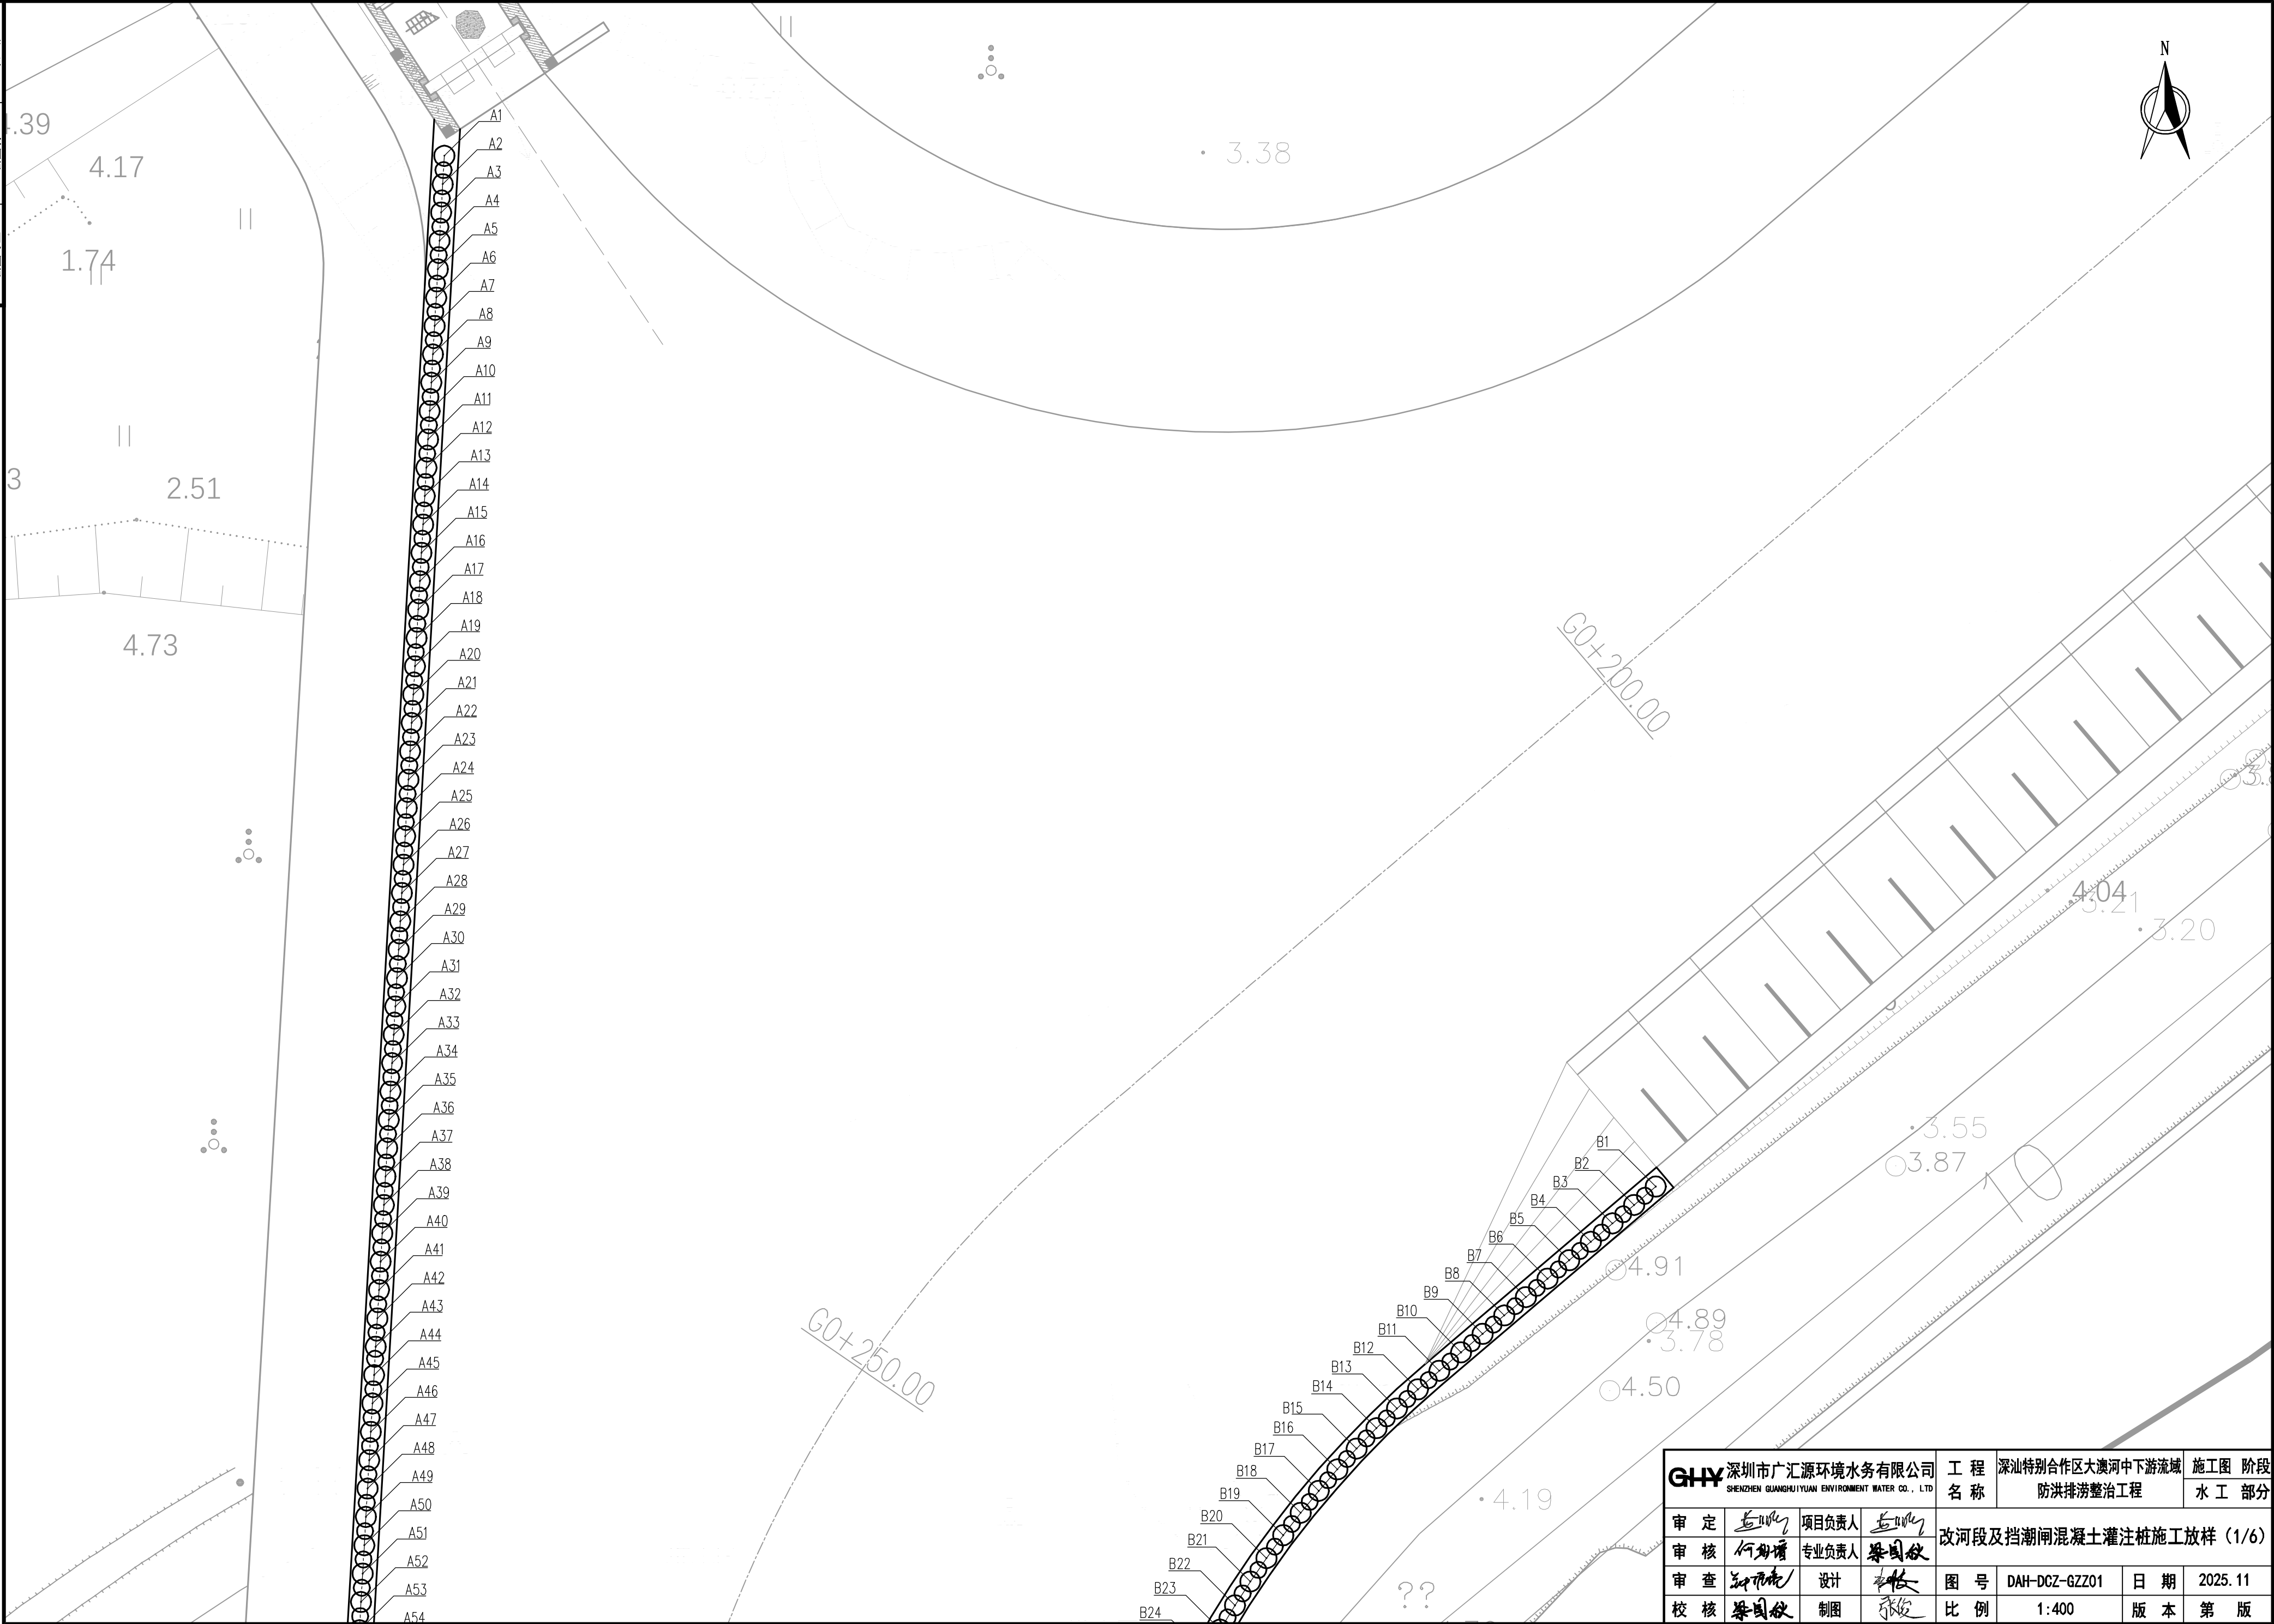 N
4.39
4.17
1.74
3
2.51
4.73
3.38
A1
A2
A3
A4
A5
A6
A7
A8
A9
A10
A11
A12
A13
A14
A15
A16
A17
A18
A19
A20
A21
A22
A23
A24
A25
A26
A27
A28
A29
A30
A31
A32
A33
A34
A35
A36
A37
A38
A39
A40
A41
A42
A43
A44
A45
A46
A47
A48
A49
A50
A51
A52
A53
A54
G0+200.00
G0+250.00
4.04
3.21
3.20
3.55
3.87
4.91
4.89
3.78
4.50
4.19
??
B1
B2
B3
B4
B5
B6
B7
B8
B9
B10
B11
B12
B13
B14
B15
B16
B17
B18
B19
B20
B21
B22
B23
B24
GHY 深圳市广汇源环境水务有限公司
SHENZHEN GUANGHUIYUAN ENVIRONMENT WATER CO., LTD
工程名称 深汕特别合作区大澳河中下游流域防洪排涝整治工程
施工图 阶段
水工 部分
审定 项目负责人
审核 专业负责人
改河段及挡潮闸混凝土灌注桩施工放样（1/6）
审查 设计
图号 DAH-DCZ-GZZ01 日期 2025.11
校核 制图
比例 1:400 版本 第 版